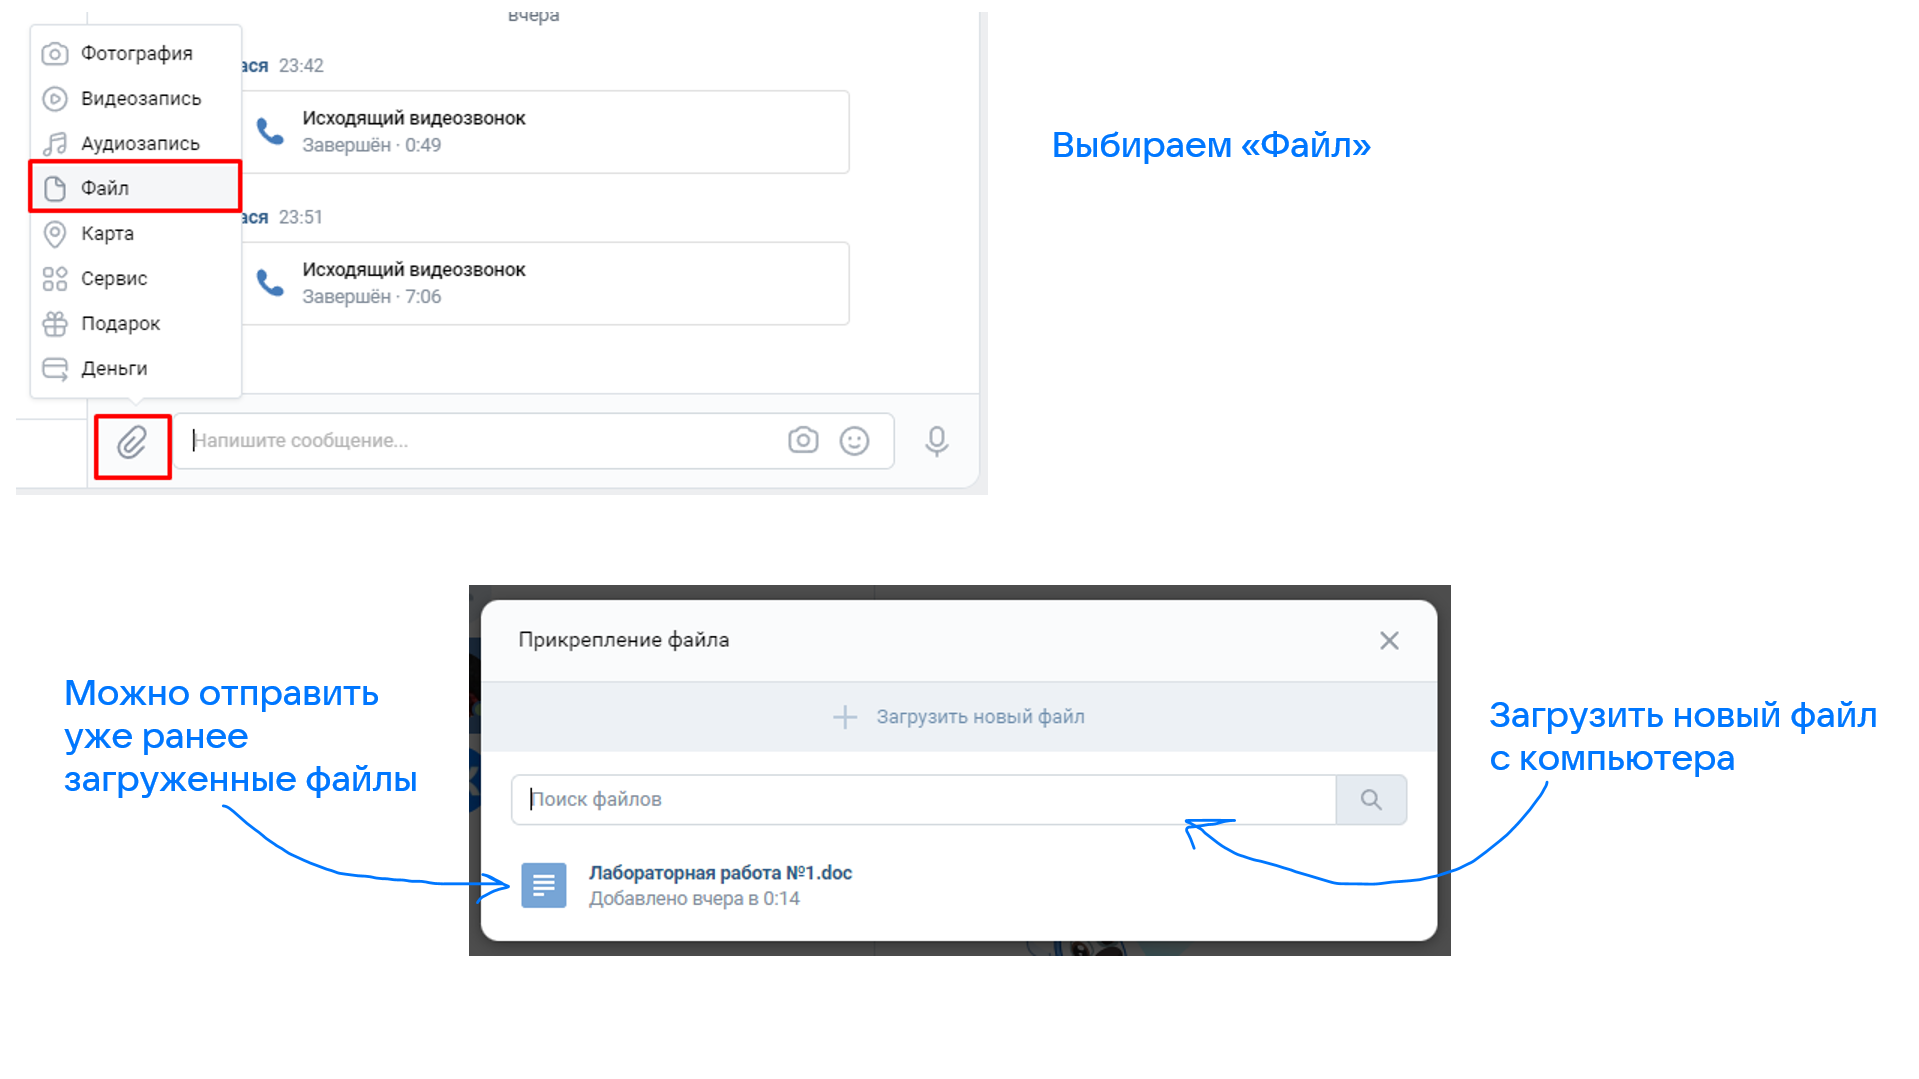 вчера
Фотография
Видеозапись
Аудиозапись
Файл
Карта
Сервис
Подарок
Деньги
ася 23:42
Исходящий видеозвонок
Завершён · 0:49
ася 23:51
Исходящий видеозвонок
Завершён · 7:06
Напишите сообщение...
Выбираем «Файл»
Прикрепление файла
Загрузить новый файл
Поиск файлов
Лабораторная работа №1.doc
Добавлено вчера в 0:14
Можно отправить
уже ранее
загруженные файлы
Загрузить новый файл
с компьютера